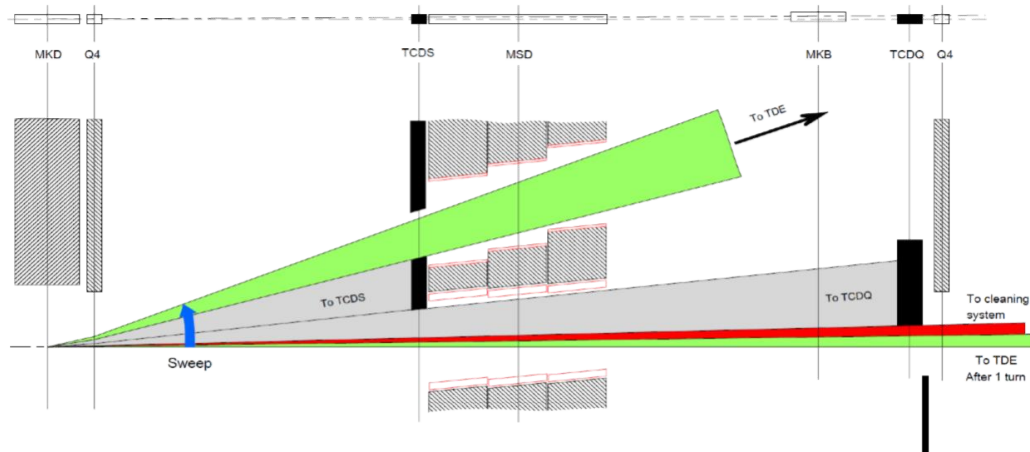 MKD
Q4
TCDS
MSD
MKB
TCDQ
Q4
To TDE
To TCDS
To TCDQ
To cleaning
system
Sweep
To TDE
After 1 turn